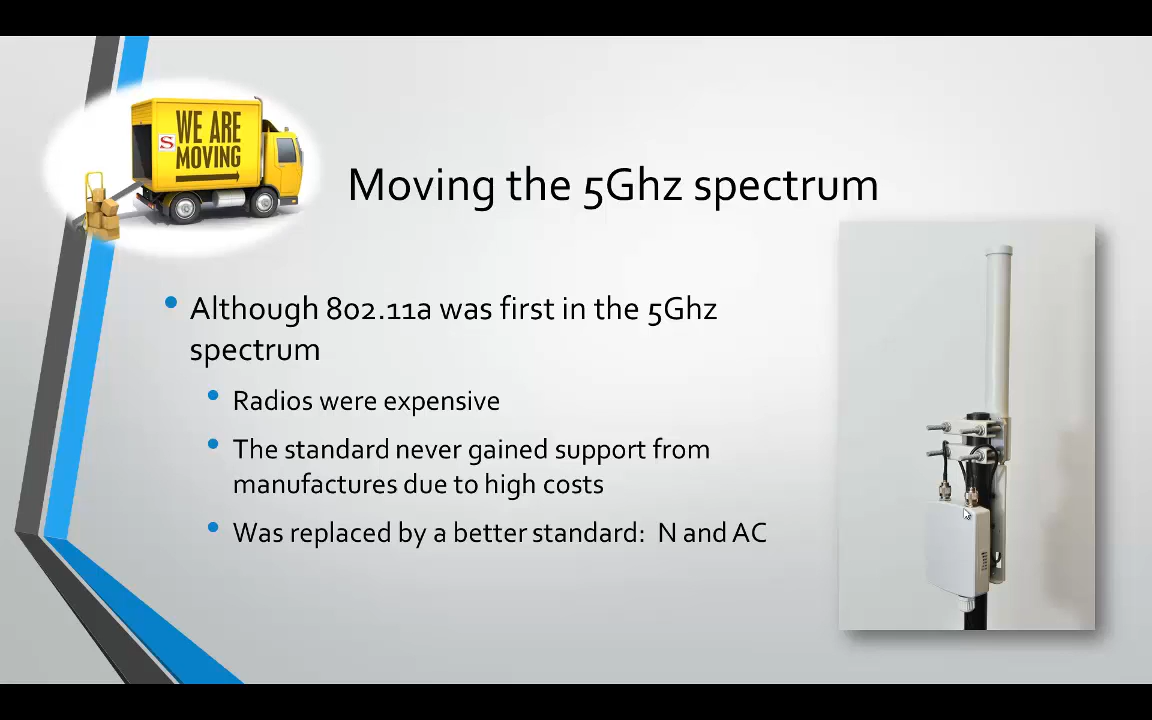 WE ARE
S
MOVING
Moving the 5Ghz spectrum
Although 802.11a was first in the 5Ghz
spectrum
Radios were expensive
The standard never gained support from
manufactures due to high costs
Was replaced by a better standard:  N and AC